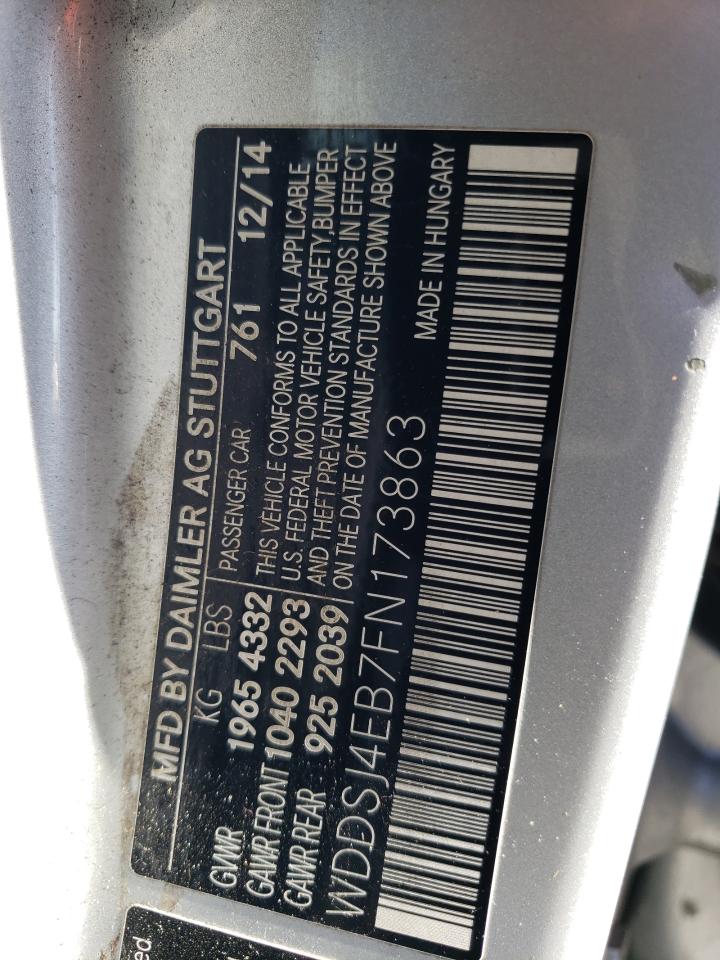 MFD BY DAIMLER AG STUTTGART
KG LBS PASSENGER CAR 761 12/14
GVWR 1965 4332 THIS VEHICLE CONFORMS TO ALL APPLICABLE
GAWR FRONT 1040 2293 U.S. FEDERAL MOTOR VEHICLE SAFETY,BUMPER
GAWR REAR 925 2039 AND THEFT PREVENTION STANDARDS IN EFFECT
ON THE DATE OF MANUFACTURE SHOWN ABOVE
WDDSJ4EB7FN173863 MADE IN HUNGARY
ed.